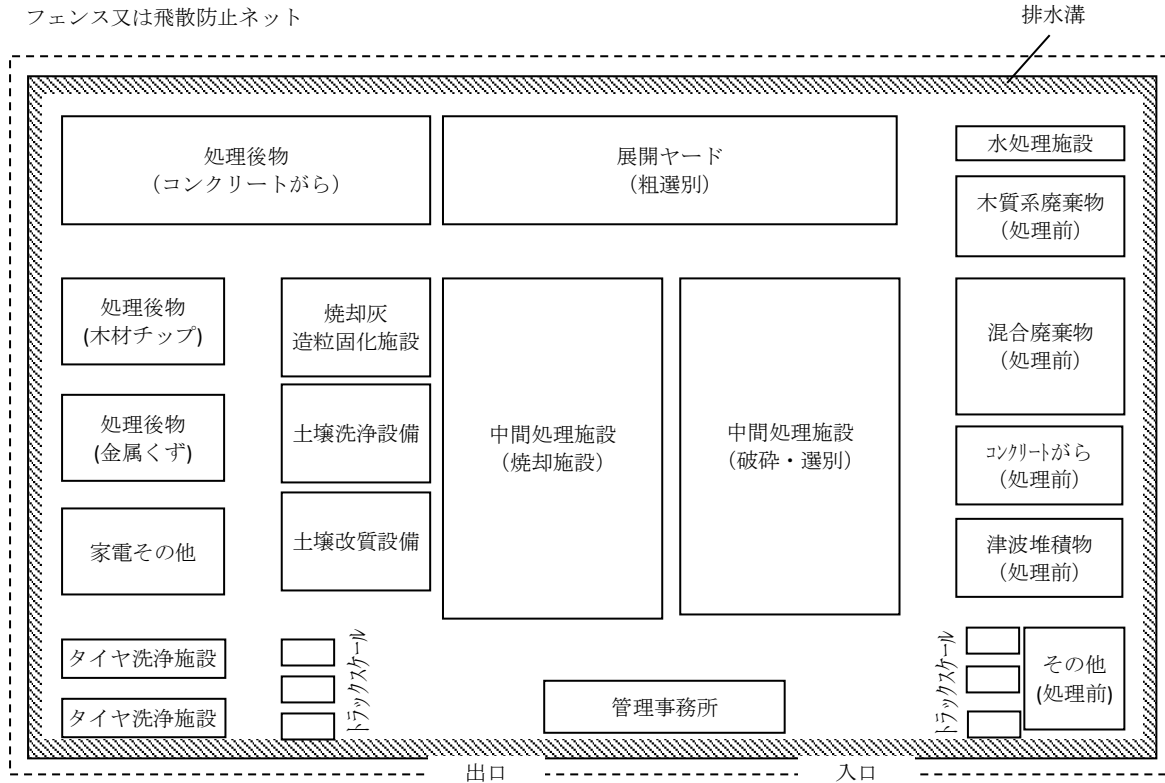 フェンス又は飛散防止ネット
排水溝
処理後物
（コンクリートがら）
展開ヤード
（粗選別）
水処理施設
木質系廃棄物
（処理前）
処理後物
(木材チップ)
焼却灰
造粒固化施設
混合廃棄物
（処理前）
処理後物
(金属くず)
土壌洗浄設備
中間処理施設
（焼却施設）
中間処理施設
（破砕・選別）
コンクリートがら
（処理前）
家電その他
土壌改質設備
津波堆積物
（処理前）
タイヤ洗浄施設
タイヤ洗浄施設
トラックスケール
管理事務所
トラックスケール
その他
(処理前)
出口
入口